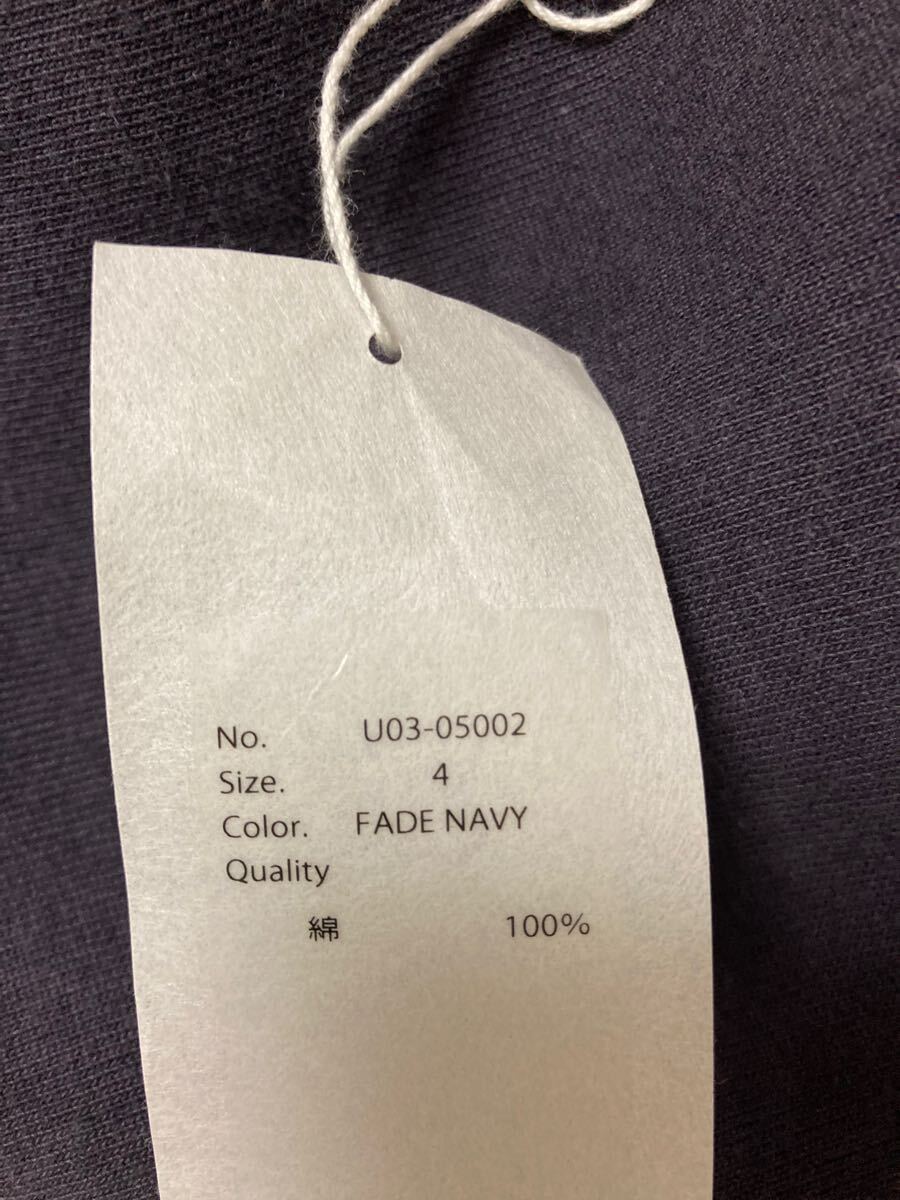 No. U03-05002
Size. 4
Color. FADE NAVY
Quality
綿 100%